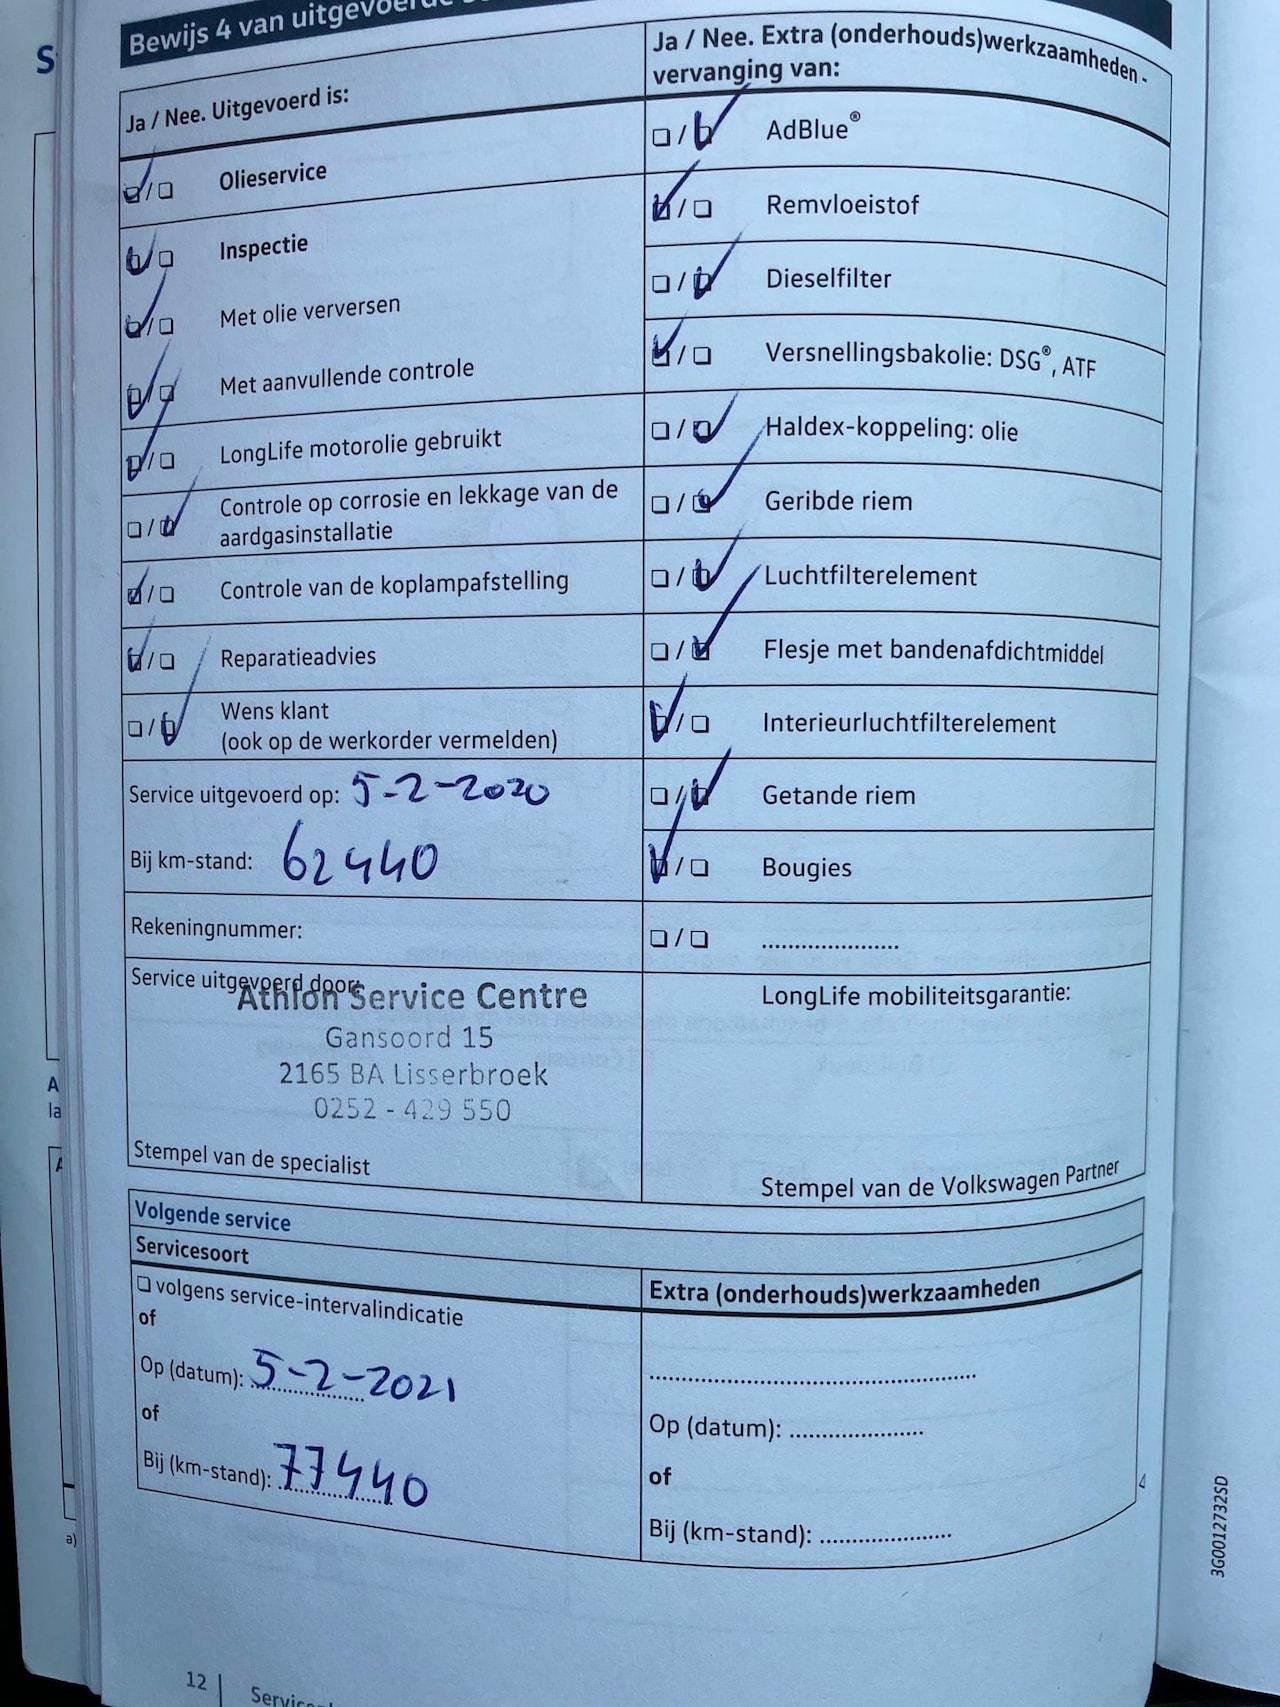 Bewijs 4 van uitgevoerde
Ja / Nee. Uitgevoerd is:
☑/☐ Olieservice
☑/☐ Inspectie
☑/☐ Met olie verversen
☑/☐ Met aanvullende controle
☑/☐ LongLife motorolie gebruikt
☐/☑ Controle op corrosie en lekkage van de
aardgasinstallatie
☑/☐ Controle van de koplampafstelling
☑/☐ Reparatieadvies
☐/☑ Wens klant
(ook op de werkorder vermelden)
Service uitgevoerd op: 5-2-2020
Bij km-stand: 62440
Rekeningnummer:
Service uitgevoerd door:
Athlon Service Centre
Gansoord 15
2165 BA Lisserbroek
0252 - 429 550
Stempel van de specialist
Ja / Nee. Extra (onderhouds)werkzaamheden -
vervanging van:
☐/☑ AdBlue®
☑/☐ Remvloeistof
☐/☑ Dieselfilter
☑/☐ Versnellingsbakolie: DSG®, ATF
☐/☑ Haldex-koppeling: olie
☐/☑ Geribde riem
☐/☑ Luchtfilterelement
☐/☑ Flesje met bandenafdichtmiddel
☑/☐ Interieurluchtfilterelement
☐/☑ Getande riem
☑/☐ Bougies
☐/☐ .....................
LongLife mobiliteitsgarantie:
Stempel van de Volkswagen Partner
Volgende service
Servicesoort
☐ volgens service-intervalindicatie
of
Op (datum): 5-2-2021
of
Bij (km-stand): 77440
Extra (onderhouds)werkzaamheden
..................................................
Op (datum): ....................
of
Bij (km-stand): ....................
4
3G0012732SD
12
A
la
A
a)